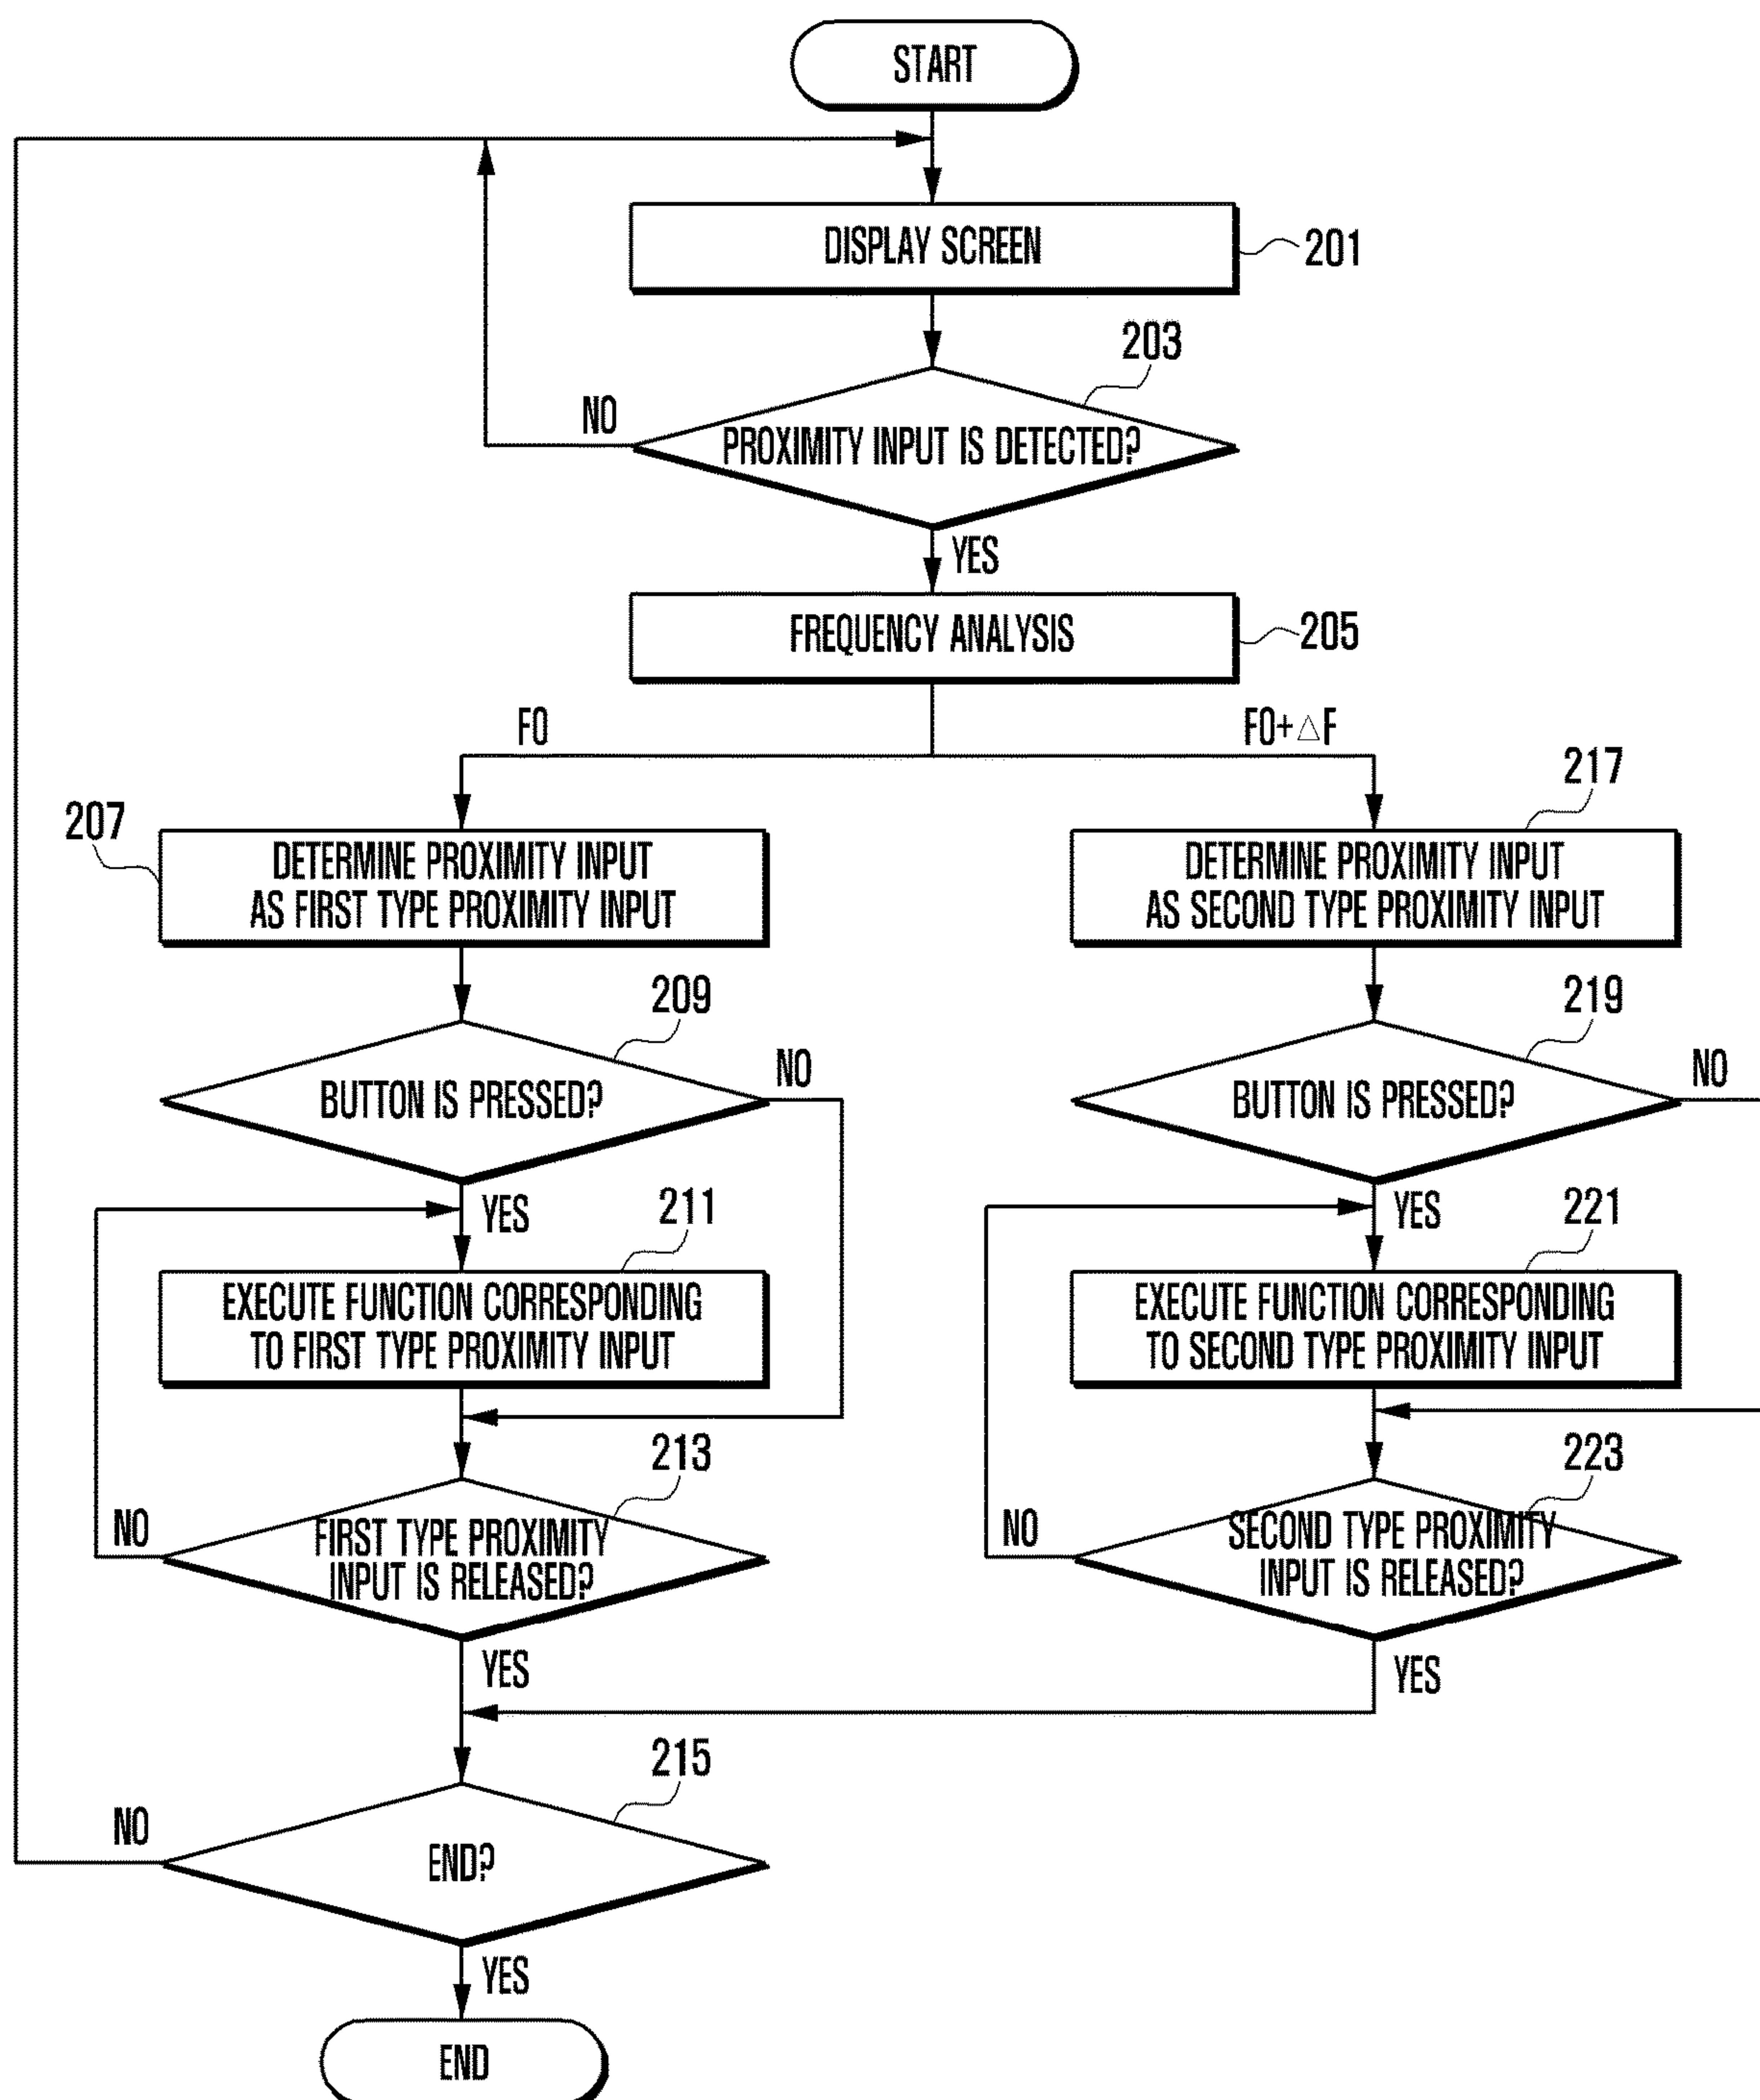 START
DISPLAY SCREEN
201
203
NO
PROXIMITY INPUT IS DETECTED?
YES
FREQUENCY ANALYSIS
205
F0
F0+△F
207
DETERMINE PROXIMITY INPUT
AS FIRST TYPE PROXIMITY INPUT
217
DETERMINE PROXIMITY INPUT
AS SECOND TYPE PROXIMITY INPUT
209
BUTTON IS PRESSED?
NO
219
BUTTON IS PRESSED?
NO
YES
211
EXECUTE FUNCTION CORRESPONDING
TO FIRST TYPE PROXIMITY INPUT
YES
221
EXECUTE FUNCTION CORRESPONDING
TO SECOND TYPE PROXIMITY INPUT
213
NO
FIRST TYPE PROXIMITY
INPUT IS RELEASED?
YES
223
NO
SECOND TYPE PROXIMITY
INPUT IS RELEASED?
YES
215
NO
END?
YES
END